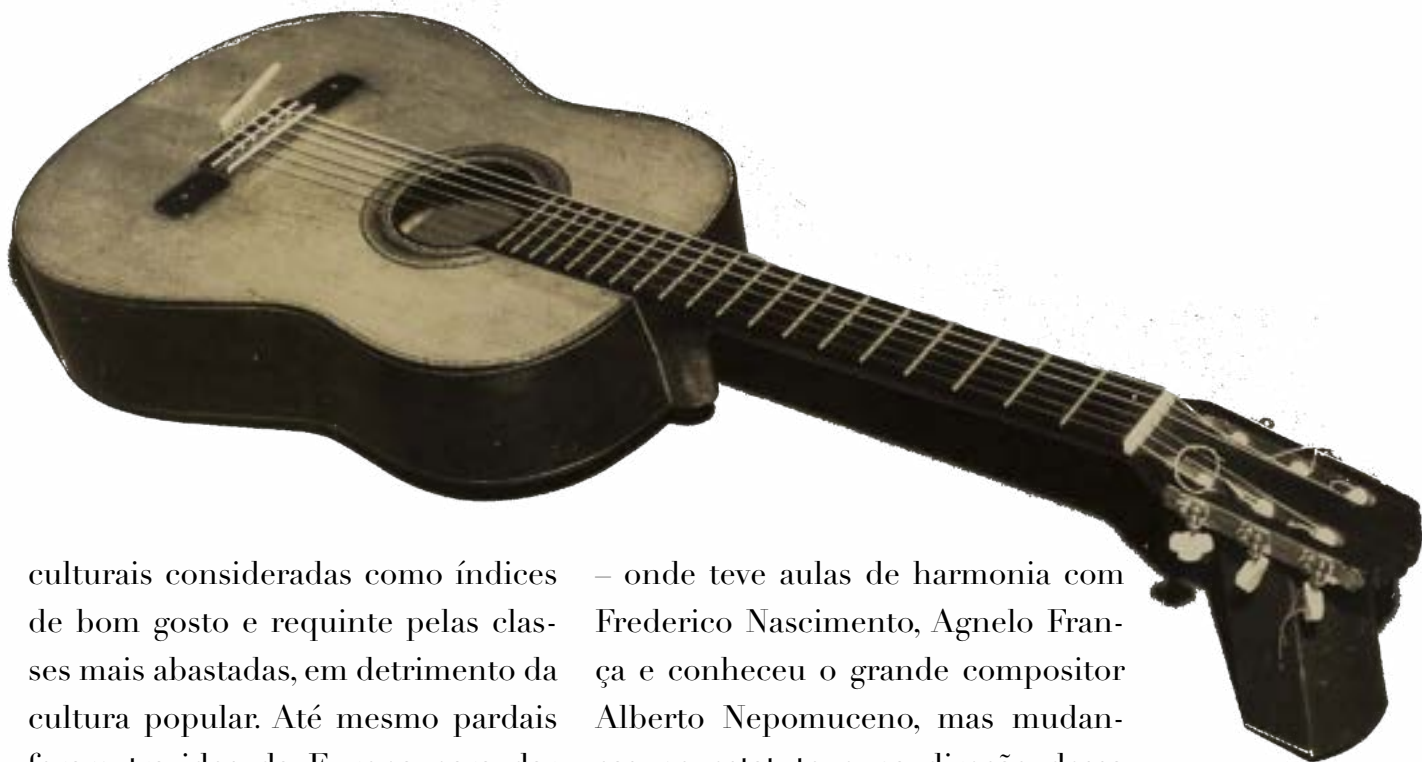 culturais consideradas como índices
de bom gosto e requinte pelas clas-
ses mais abastadas, em detrimento da
cultura popular. Até mesmo pardais
– onde teve aulas de harmonia com
Frederico Nascimento, Agnelo Fran-
ça e conheceu o grande compositor
Alberto Nepomuceno, mas mudan-